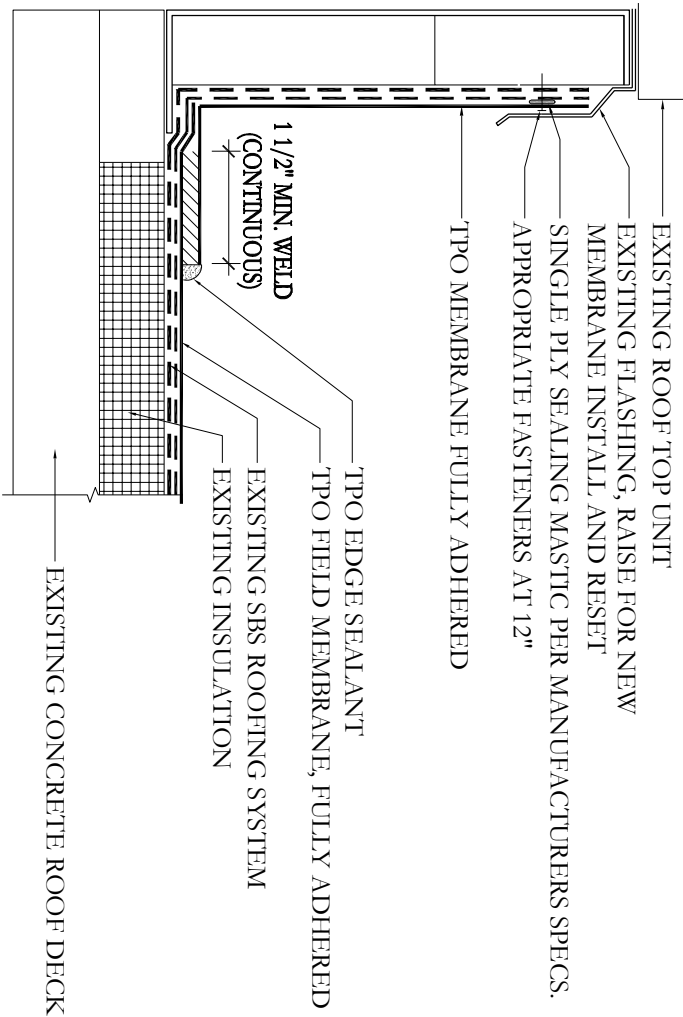 EXISTING ROOF TOP UNIT
EXISTING FLASHING, RAISE FOR NEW
MEMBRANE INSTALL AND RESET
SINGLE PLY SEALING MASTIC PER MANUFACTURERS SPECS.
APPROPRIATE FASTENERS AT 12"
TPO MEMBRANE FULLY ADHERED
1 1/2" MIN. WELD
(CONTINUOUS)
TPO EDGE SEALANT
TPO FIELD MEMBRANE, FULLY ADHERED
EXISTING SBS ROOFING SYSTEM
EXISTING INSULATION
EXISTING CONCRETE ROOF DECK